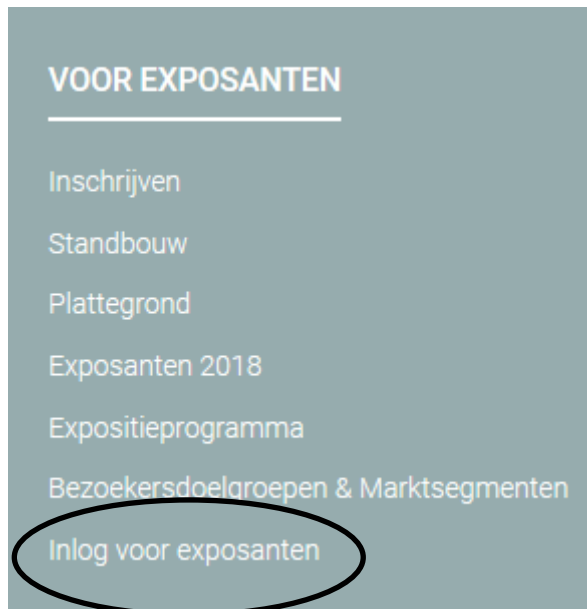 VOOR EXPOSANTEN
Inschrijven
Standbouw
Plattegrond
Exposanten 2018
Expositieprogramma
Bezoekersdoelgroepen & Marktsegmenten
Inlog voor exposanten